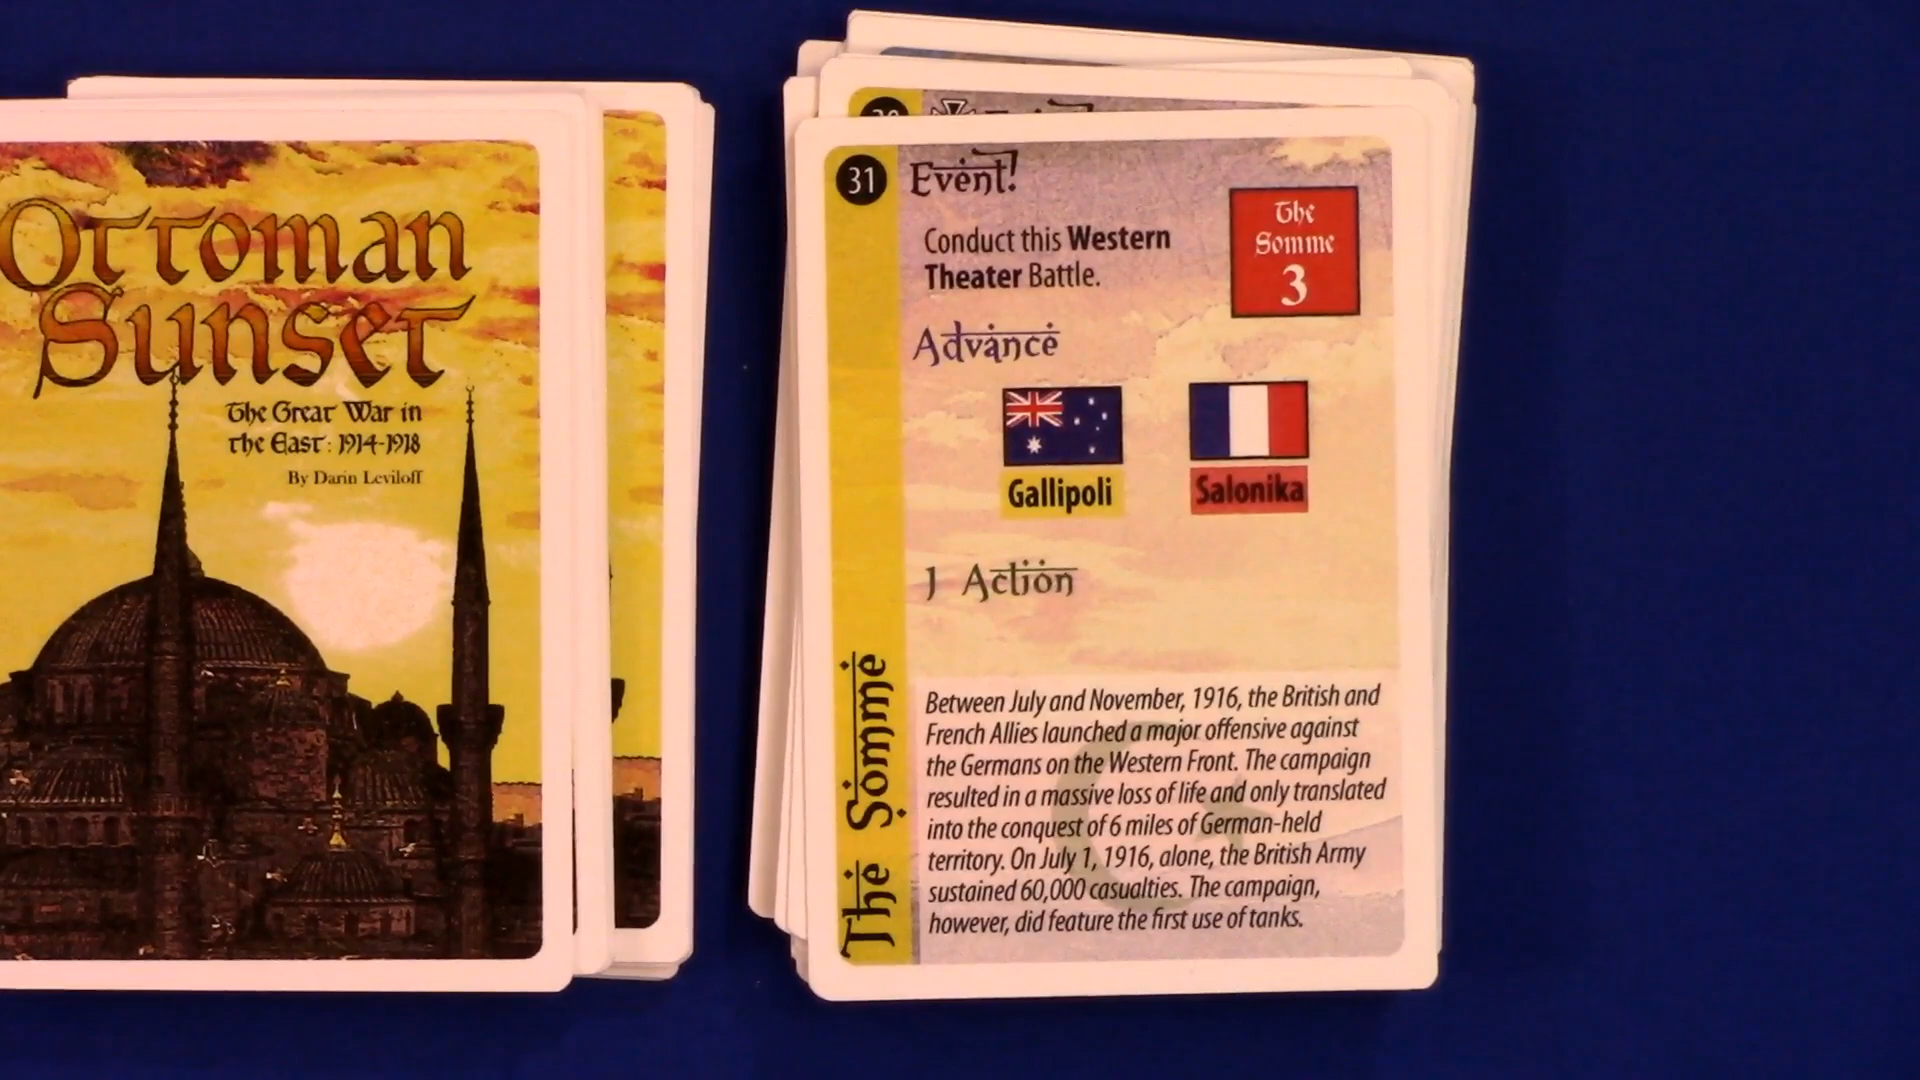 Ottoman
Sunset
The Great War in
the East: 1914-1918
By Darin Leviloff
31
Event!
Conduct this Western
Theater Battle.
The
Somme
3
Advance
Gallipoli
Salonika
1 Action
The Somme
Between July and November, 1916, the British and
French Allies launched a major offensive against
the Germans on the Western Front. The campaign
resulted in a massive loss of life and only translated
into the conquest of 6 miles of German-held
territory. On July 1, 1916, alone, the British Army
sustained 60,000 casualties. The campaign,
however, did feature the first use of tanks.